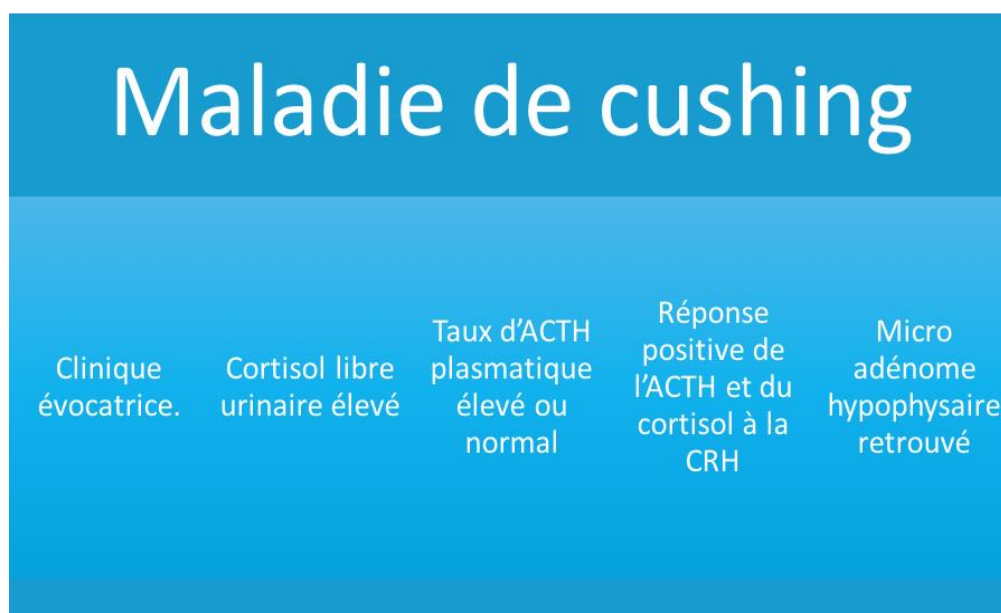 Maladie de cushing
Clinique
évocatrice.
Cortisol libre
urinaire élevé
Taux d’ACTH
plasmatique
élevé ou
normal
Réponse
positive de
l’ACTH et du
cortisol à la
CRH
Micro
adénome
hypophysaire
retrouvé